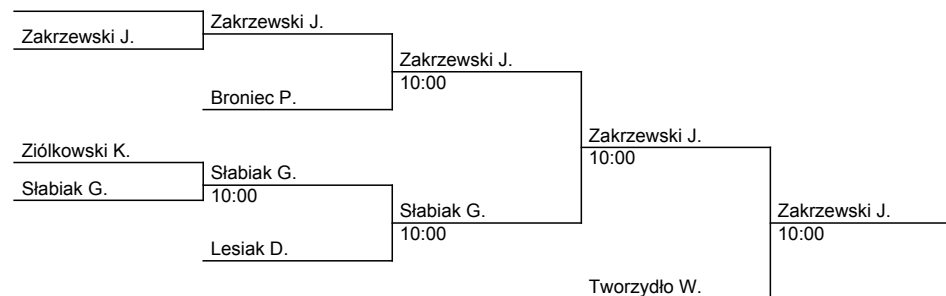 Zakrzewski J.
Zakrzewski J.
Zakrzewski J.
10:00
Broniec P.
Ziólkowski K.
Zakrzewski J.
10:00
Słabiak G.
Słabiak G.
10:00
Słabiak G.
10:00
Zakrzewski J.
10:00
Lesiak D.
Tworzydło W.